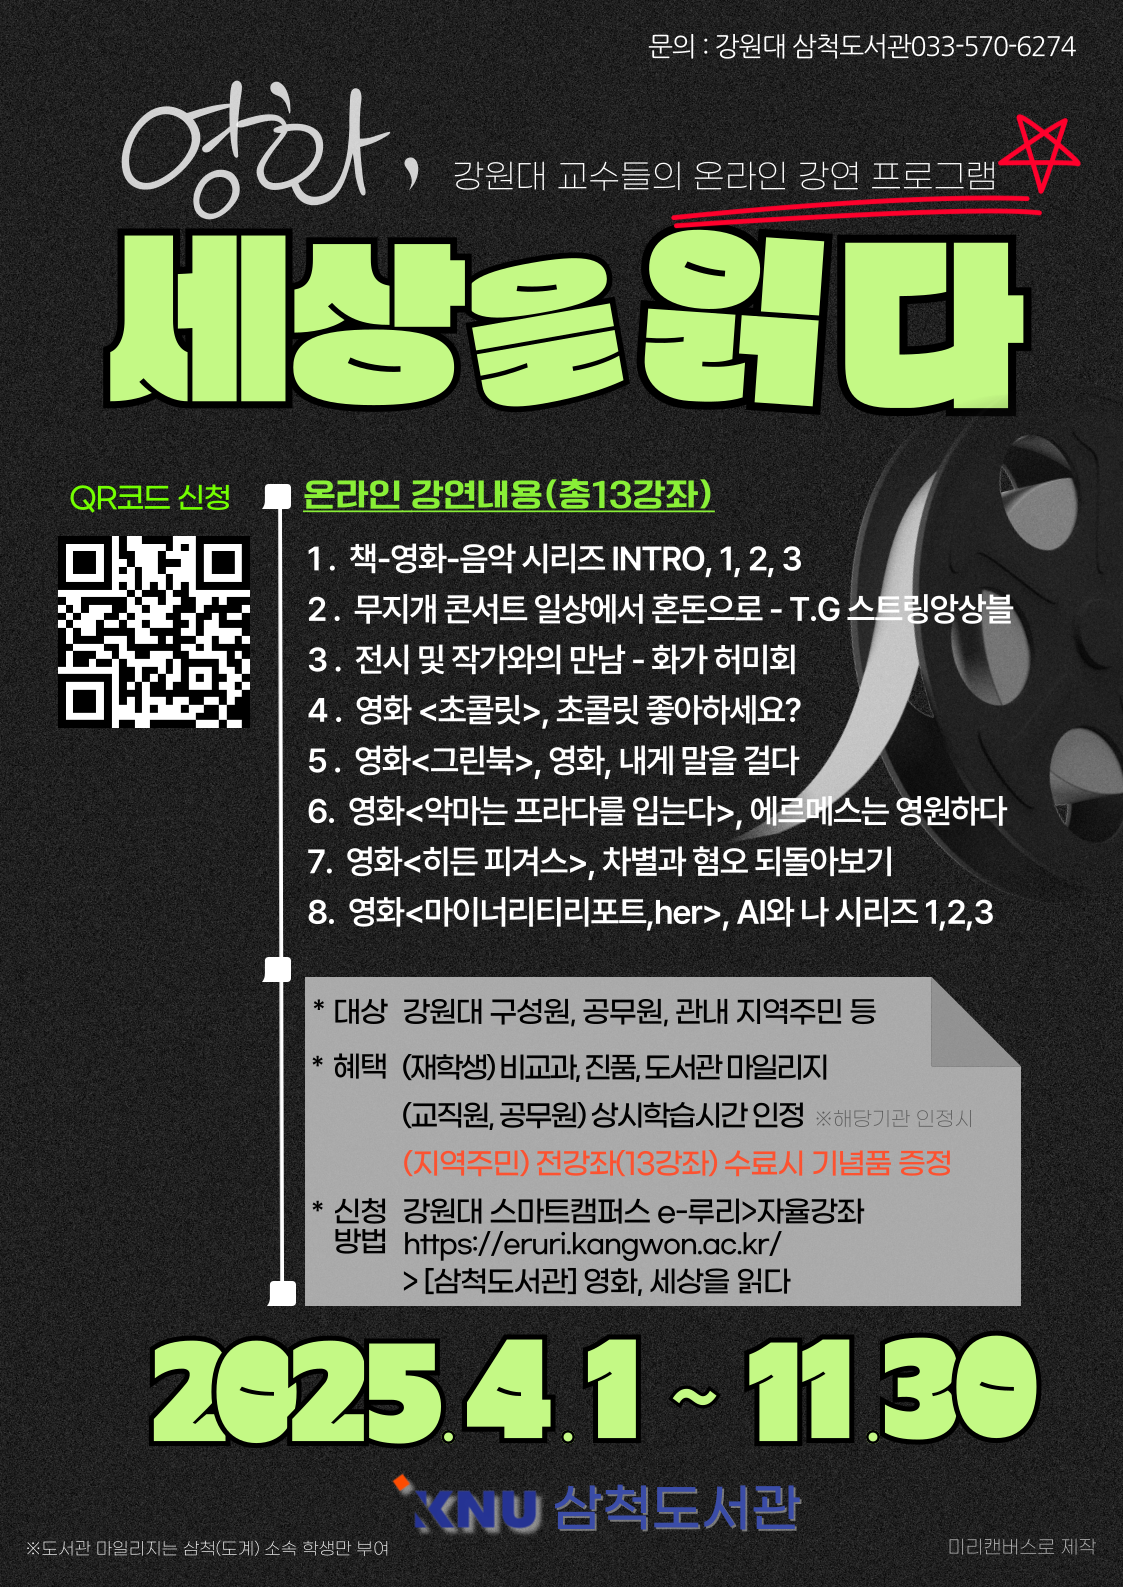 문의 : 강원대 삼척도서관033-570-6274
영화,
강원대 교수들의 온라인 강연 프로그램
세상을 읽다
QR코드 신청
온라인 강연내용(총13강좌)
1 . 책-영화-음악 시리즈 INTRO, 1, 2, 3
2 . 무지개 콘서트 일상에서 혼돈으로 - T.G 스트링앙상블
3 . 전시 및 작가와의 만남 - 화가 허미회
4 . 영화 <초콜릿>, 초콜릿 좋아하세요?
5 . 영화<그린북>, 영화, 내게 말을 걸다
6. 영화<악마는 프라다를 입는다>, 에르메스는 영원하다
7. 영화<히든 피겨스>, 차별과 혐오 되돌아보기
8. 영화<마이너리티리포트,her>, AI와 나 시리즈 1,2,3
* 대상 강원대 구성원, 공무원, 관내 지역주민 등
* 혜택 (재학생) 비교과, 진품, 도서관 마일리지
(교직원, 공무원) 상시학습시간 인정 ※해당기관 인정시
(지역주민) 전강좌(13강좌) 수료시 기념품 증정
* 신청 강원대 스마트캠퍼스 e-루리>자율강좌
방법 https://eruri.kangwon.ac.kr/
> [삼척도서관] 영화, 세상을 읽다
2025.4.1 ~ 11.30
KNU 삼척도서관
※도서관 마일리지는 삼척(도계) 소속 학생만 부여
미리캔버스로 제작